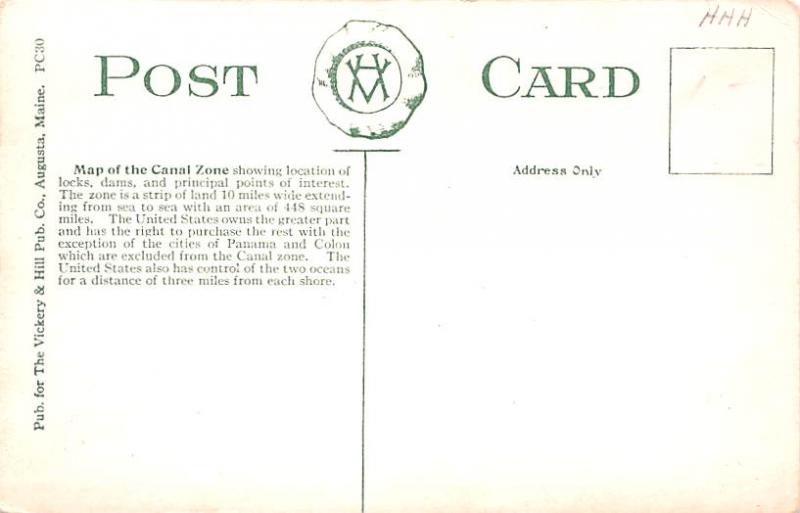 HHH
POST CARD
Map of the Canal Zone showing location of
locks, dams, and principal points of interest.
The zone is a strip of land 10 miles wide extend-
ing from sea to sea with an area of 448 square
miles. The United States owns the greater part
and has the right to purchase the rest with the
exception of the cities of Panama and Colon
which are excluded from the Canal zone. The
United States also has control of the two oceans
for a distance of three miles from each shore.
Address Only
Pub. for The Vickery & Hill Pub. Co., Augusta, Maine. PC30